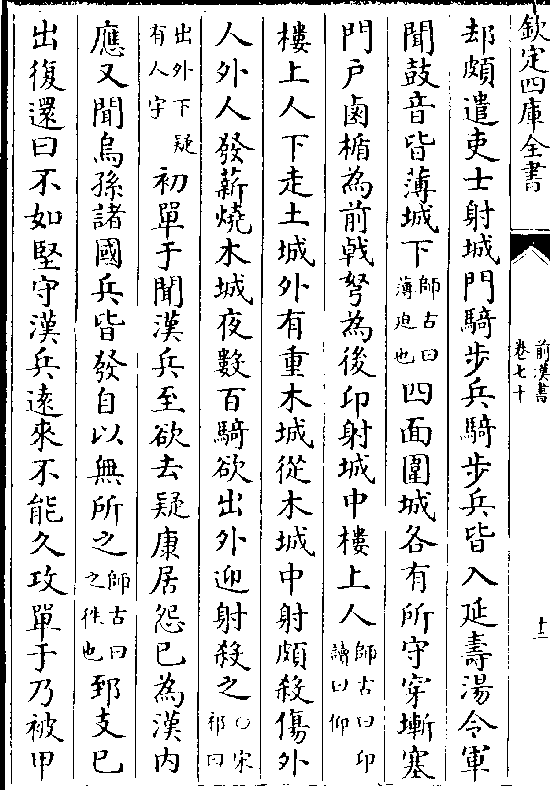 欽定四庫全書
前漢書
卷七十
十二
却頗遣吏士射城門騎步兵騎步兵皆入延壽湯令軍
聞鼓音皆薄城下師古曰薄迫也四面圍城各有所守穿塹塞
門戶鹵楯為前戟弩為後卬射城中樓上人師古曰卬讀曰仰
樓上人下走土城外有重木城從木城中射頗殺傷外
人外人發薪燒木城夜數百騎欲出外迎射殺之○宋祁曰
出外下疑有人字初單于聞漢兵至欲去疑康居怨已為漢內
應又聞烏孫諸國兵皆發自以無所之師古曰之徃也郅支已
出復還曰不如堅守漢兵遠來不能久攻單于乃被甲